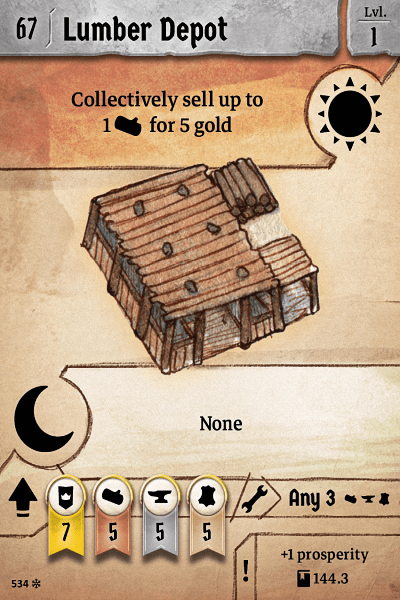 67 Lumber Depot
Lvl.
1
Collectively sell up to
1 for 5 gold
None
7 5 5 5 Any 3
+1 prosperity
! 144.3
534